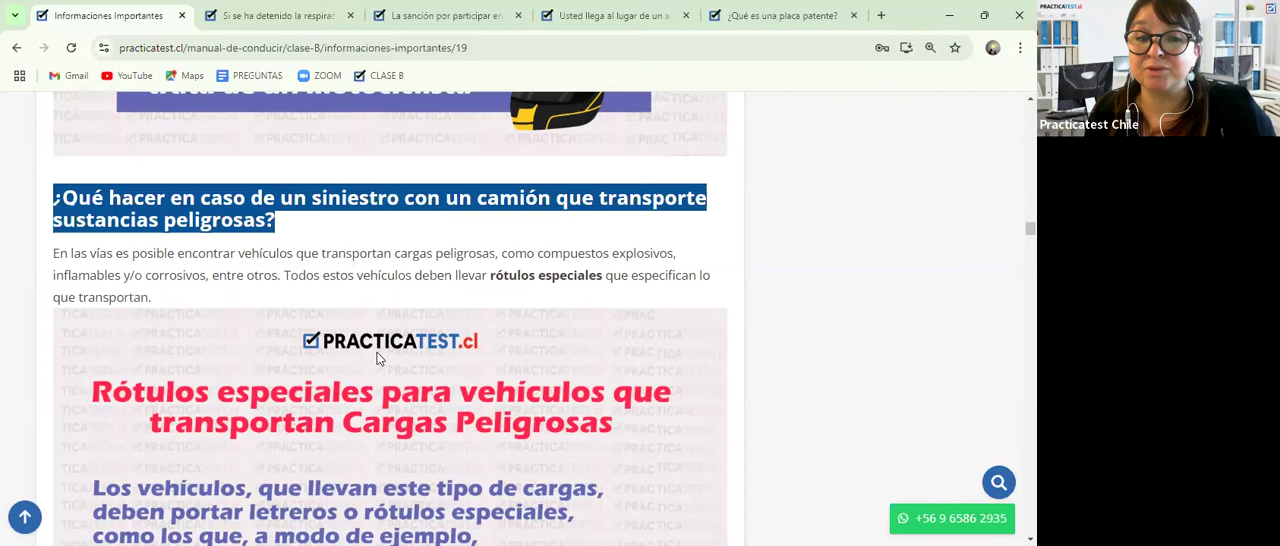 Informaciones Importantes
Si se ha detenido la respirac
La sanción por participar en
Usted llega al lugar de un a
¿Qué es una placa patente?
practicatest.cl/manual-de-conducir/clase-B/informaciones-importantes/19
Gmail
YouTube
Maps
PREGUNTAS
ZOOM
CLASE B
PRACTICATEST.cl
Practicatest Chile
¿Qué hacer en caso de un siniestro con un camión que transporte
sustancias peligrosas?
En las vías es posible encontrar vehículos que transportan cargas peligrosas, como compuestos explosivos,
inflamables y/o corrosivos, entre otros. Todos estos vehículos deben llevar rótulos especiales que especifican lo
que transportan.
PRACTICATEST.cl
Rótulos especiales para vehículos que
transportan Cargas Peligrosas
Los vehículos, que llevan este tipo de cargas,
deben portar letreros o rótulos especiales,
como los que, a modo de ejemplo,
+56 9 6586 2935